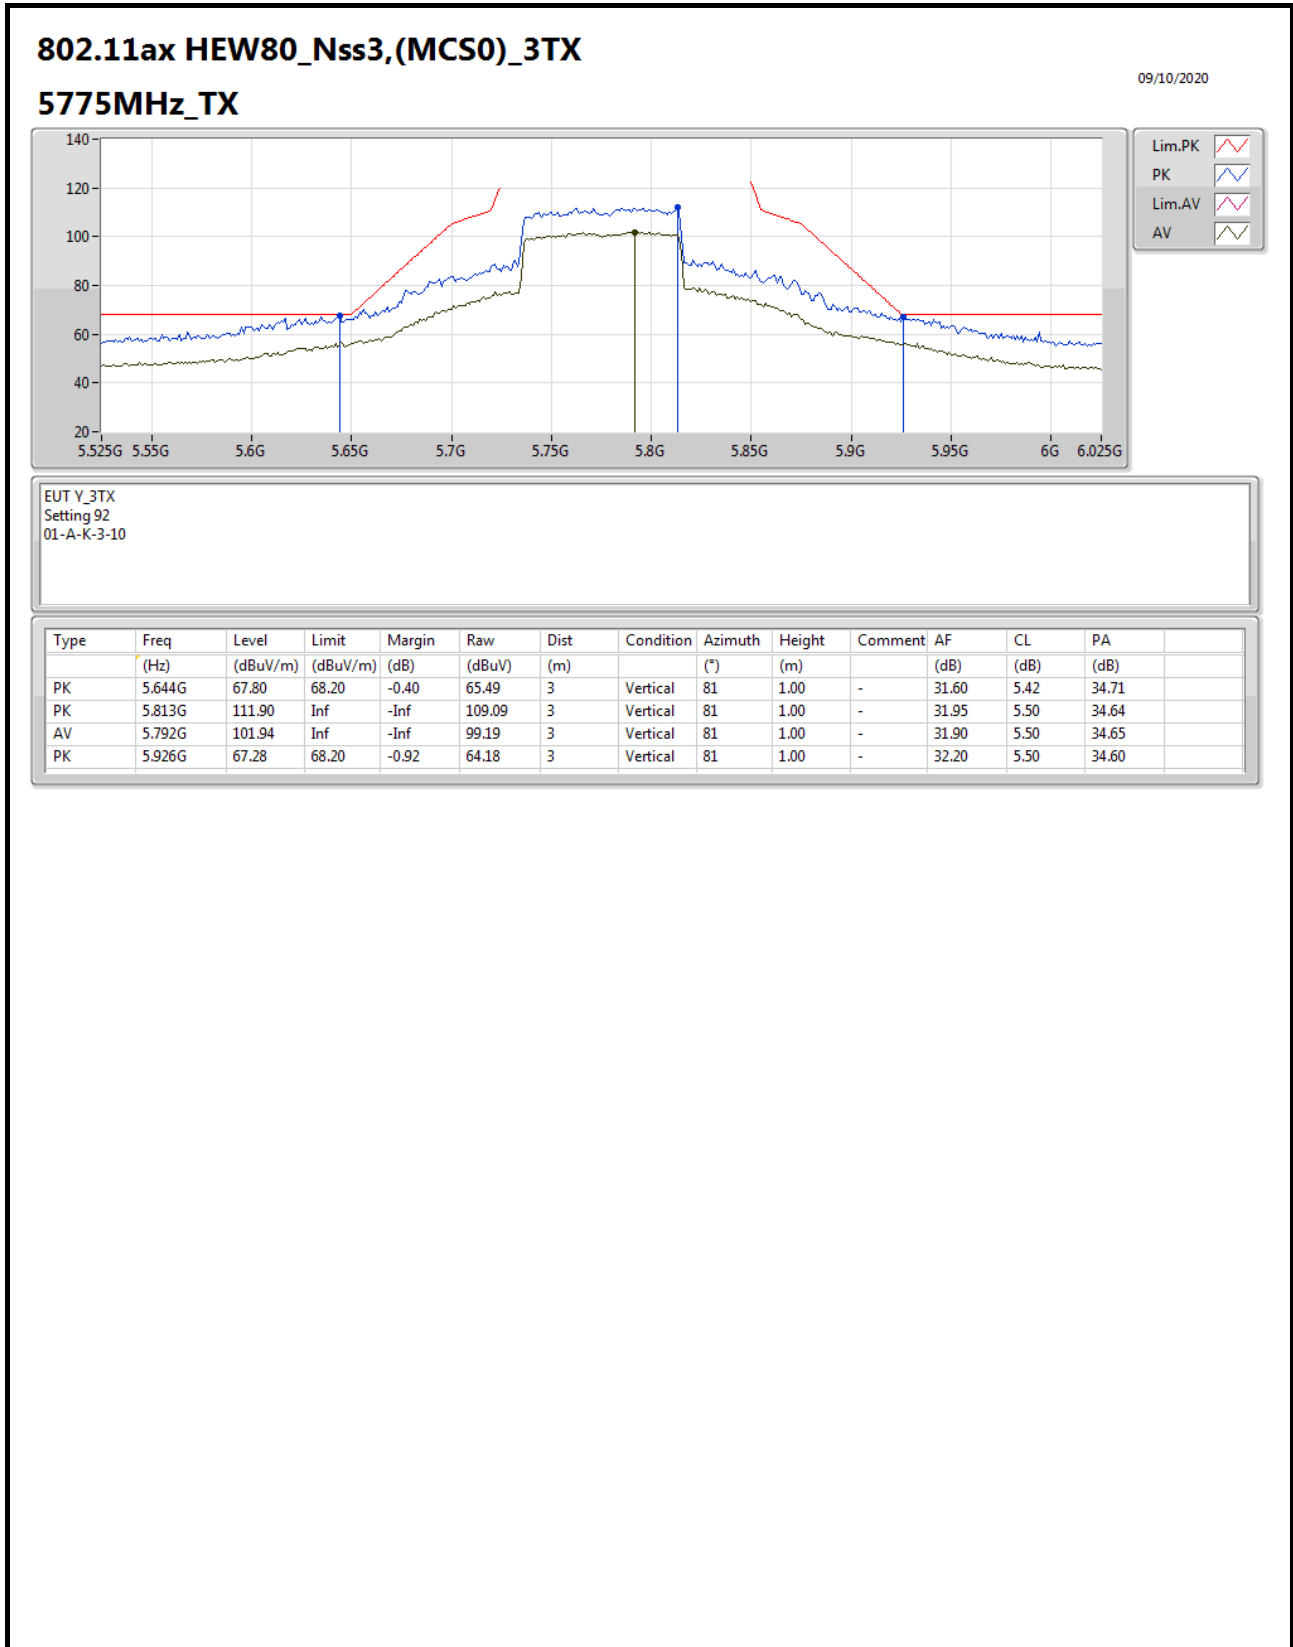 802.11ax HEW80_Nss3,(MCS0)_3TX
09/10/2020
5775MHz_TX
140
120
100
80
60
40
20
5.525G 5.55G 5.6G 5.65G 5.7G 5.75G 5.8G 5.85G 5.9G 5.95G 6G 6.025G
Lim.PK
PK
Lim.AV
AV
EUT Y_3TX
Setting 92
01-A-K-3-10
Type Freq Level Limit Margin Raw Dist Condition Azimuth Height Comment AF CL PA
(Hz) (dBuV/m) (dBuV/m) (dB) (dBuV) (m) (°) (m) (dB) (dB) (dB)
PK 5.644G 67.80 68.20 -0.40 65.49 3 Vertical 81 1.00 - 31.60 5.42 34.71
PK 5.813G 111.90 Inf -Inf 109.09 3 Vertical 81 1.00 - 31.95 5.50 34.64
AV 5.792G 101.94 Inf -Inf 99.19 3 Vertical 81 1.00 - 31.90 5.50 34.65
PK 5.926G 67.28 68.20 -0.92 64.18 3 Vertical 81 1.00 - 32.20 5.50 34.60